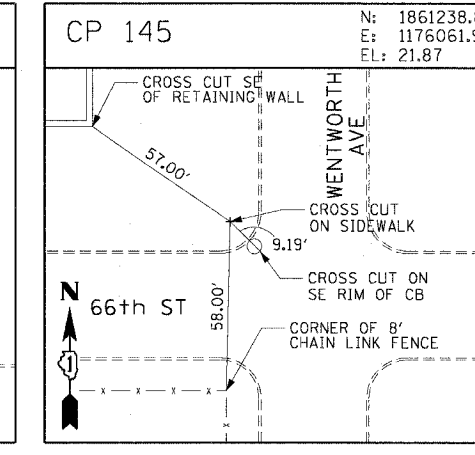 CP 145
N: 1861238.
E: 1176061.
EL: 21.87
CROSS CUT SE
OF RETAINING WALL
57.00'
WENTWORTH
AVE
CROSS CUT
ON SIDEWALK
9.19'
CROSS CUT ON
SE RIM OF CB
N
66th ST
58.00'
CORNER OF 8'
CHAIN LINK FENCE
1
x x x x
x